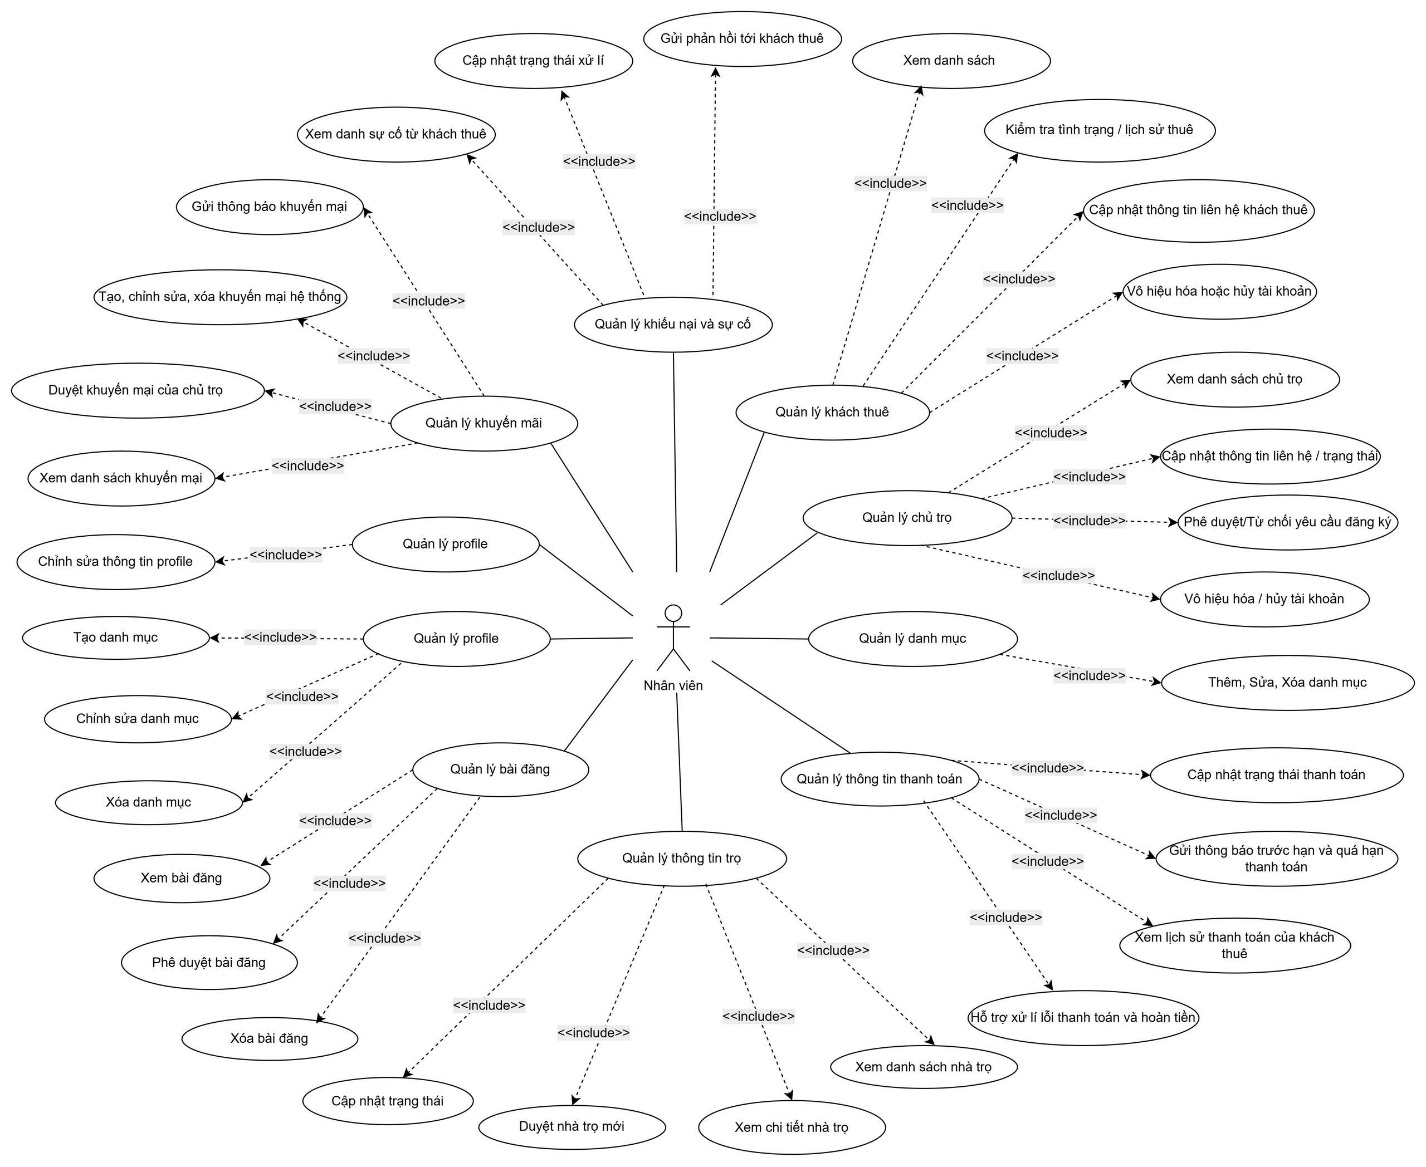 Gửi phản hồi tới khách thuê
Cập nhật trạng thái xử lí
Xem danh sách
Xem danh sự cố từ khách thuê
Kiểm tra tình trạng / lịch sử thuê
<<include>>
<<include>>
Gửi thông báo khuyến mại
<<include>>
Cập nhật thông tin liên hệ khách thuê
<<include>>
<<include>>
<<include>>
Tạo, chỉnh sửa, xóa khuyến mại hệ thống
<<include>>
Vô hiệu hóa hoặc hủy tài khoản
Quản lý khiếu nại và sự cố
<<include>>
<<include>>
Xem danh sách chủ trọ
Duyệt khuyến mại của chủ trọ
<<include>>
Quản lý khách thuê
Quản lý khuyến mãi
<<include>>
Cập nhật thông tin liên hệ / trạng thái
<<include>>
Xem danh sách khuyến mại
<<include>>
Quản lý chủ trọ
<<include>>
Phê duyệt/Từ chối yêu cầu đăng ký
Quản lý profile
Chỉnh sửa thông tin profile
<<include>>
<<include>>
Vô hiệu hóa / hủy tài khoản
Tạo danh mục
<<include>>
Quản lý profile
Quản lý danh mục
Nhân viên
<<include>>
Thêm, Sửa, Xóa danh mục
<<include>>
Chỉnh sửa danh mục
<<include>>
Quản lý bài đăng
Quản lý thông tin thanh toán
<<include>>
Cập nhật trạng thái thanh toán
Xóa danh mục
<<include>>
<<include>>
Gửi thông báo trước hạn và quá hạn
thanh toán
Quản lý thông tin trọ
<<include>>
Xem bài đăng
<<include>>
<<include>>
<<include>>
Xem lịch sử thanh toán của khách
thuê
<<include>>
Phê duyệt bài đăng
<<include>>
<<include>>
Hỗ trợ xử lí lỗi thanh toán và hoàn tiền
<<include>>
Xóa bài đăng
Xem danh sách nhà trọ
Cập nhật trạng thái
Duyệt nhà trọ mới
Xem chi tiết nhà trọ